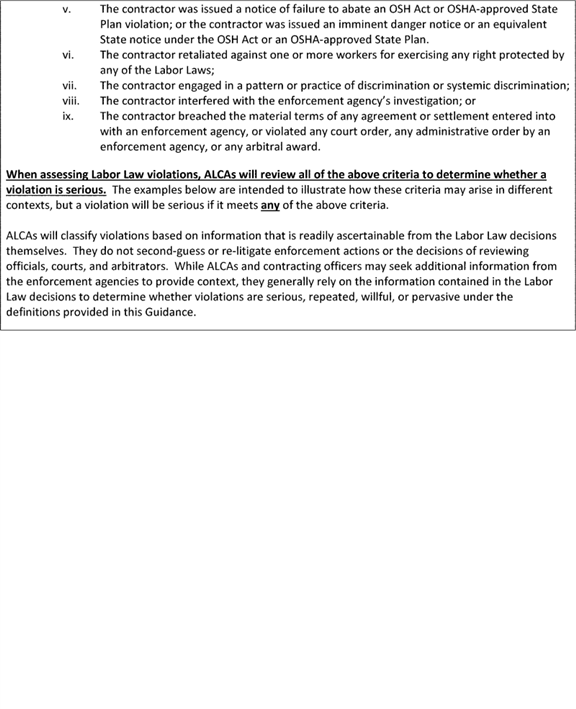 v. The contractor was issued a notice of failure to abate an OSH Act or OSHA-approved State
Plan violation; or the contractor was issued an imminent danger notice or an equivalent
State notice under the OSH Act or an OSHA-approved State Plan.
vi. The contractor retaliated against one or more workers for exercising any right protected by
any of the Labor Laws;
vii. The contractor engaged in a pattern or practice of discrimination or systemic discrimination;
viii. The contractor interfered with the enforcement agency's investigation; or
ix. The contractor breached the material terms of any agreement or settlement entered into
with an enforcement agency, or violated any court order, any administrative order by an
enforcement agency, or any arbitral award.
When assessing Labor Law violations, ALCAs will review all of the above criteria to determine whether a
violation is serious. The examples below are intended to illustrate how these criteria may arise in different
contexts, but a violation will be serious if it meets any of the above criteria.
ALCAs will classify violations based on information that is readily ascertainable from the Labor Law decisions
themselves. They do not second-guess or re-litigate enforcement actions or the decisions of reviewing
officials, courts, and arbitrators. While ALCAs and contracting officers may seek additional information from
the enforcement agencies to provide context, they generally rely on the information contained in the Labor
Law decisions to determine whether violations are serious, repeated, willful, or pervasive under the
definitions provided in this Guidance.